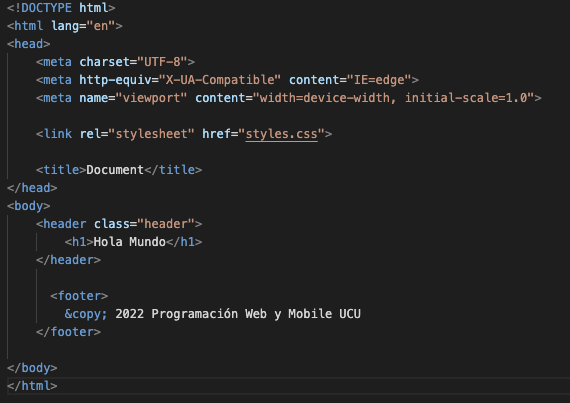 <!DOCTYPE html>
<html lang="en">
<head>
    <meta charset="UTF-8">
    <meta http-equiv="X-UA-Compatible" content="IE=edge">
    <meta name="viewport" content="width=device-width, initial-scale=1.0">

    <link rel="stylesheet" href="styles.css">

    <title>Document</title>
</head>
<body>
    <header class="header">
        <h1>Hola Mundo</h1>
    </header>

      <footer>
        &copy; 2022 Programación Web y Mobile UCU
    </footer>

</body>
</html>